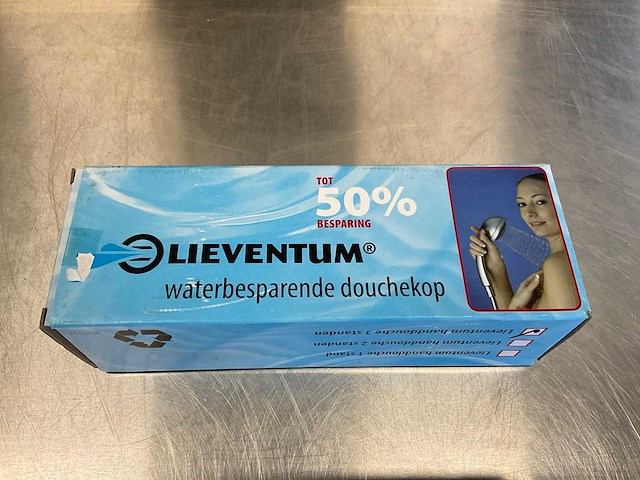 TOT
50%
BESPARING
LIEVENTUM®
waterbesparende douchekop
Lieventum handdouche 3 standen
Lieventum handdouche 2 standen
Lieventum handdouche 1 stand